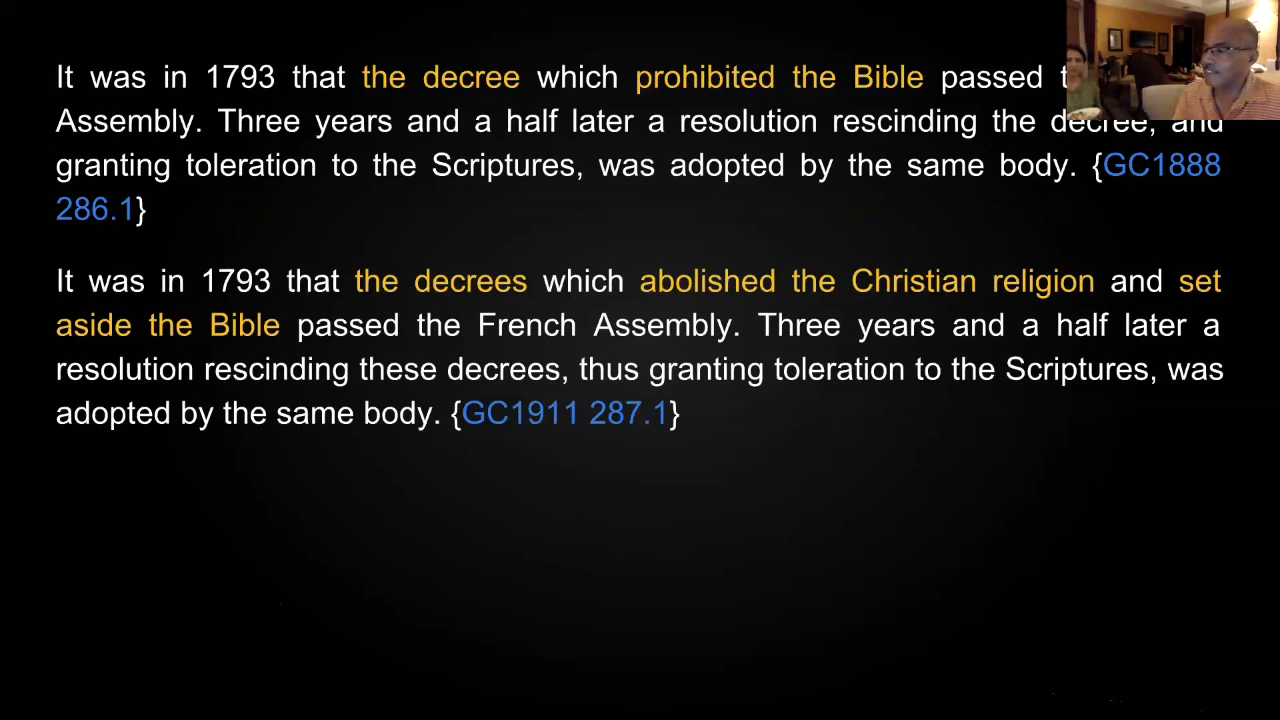 It was in 1793 that the decree which prohibited the Bible passed
Assembly. Three years and a half later a resolution rescinding the decree, and
granting toleration to the Scriptures, was adopted by the same body. {GC1888
286.1}
It was in 1793 that the decrees which abolished the Christian religion and set
aside the Bible passed the French Assembly. Three years and a half later a
resolution rescinding these decrees, thus granting toleration to the Scriptures, was
adopted by the same body. {GC1911 287.1}